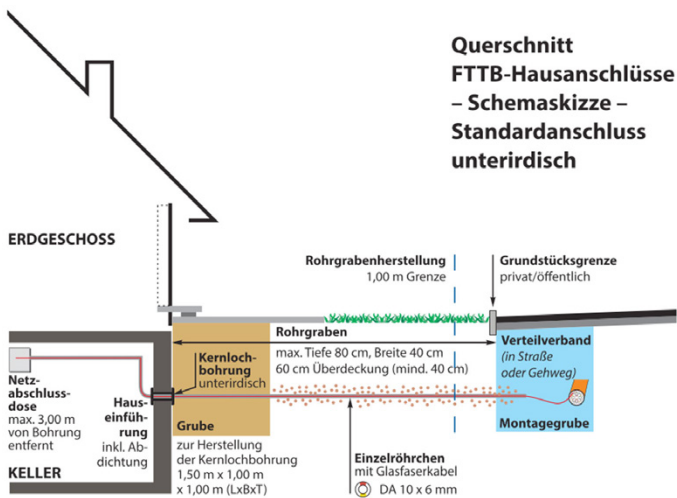 Querschnitt
FTTB-Hausanschlüsse
– Schemaskizze –
Standardanschluss
unterirdisch
ERDGESCHOSS
Rohrgrabenherstellung
1,00 m Grenze
Grundstücksgrenze
privat/öffentlich
Rohrgraben
max. Tiefe 80 cm, Breite 40 cm
60 cm Überdeckung (mind. 40 cm)
Verteilverband
(in Straße
oder Gehweg)
Montagegrube
Kernloch-
bohrung
unterirdisch
Netz-
abschluss-
dose
max. 3,00 m
von Bohrung
entfernt
Haus-
einfüh-
rung
inkl. Ab-
dichtung
KELLER
Grube
zur Herstellung
der Kernlochbohrung
1,50 m x 1,00 m
x 1,00 m (LxBxT)
Einzelröhrchen
mit Glasfaserkabel
DA 10 x 6 mm